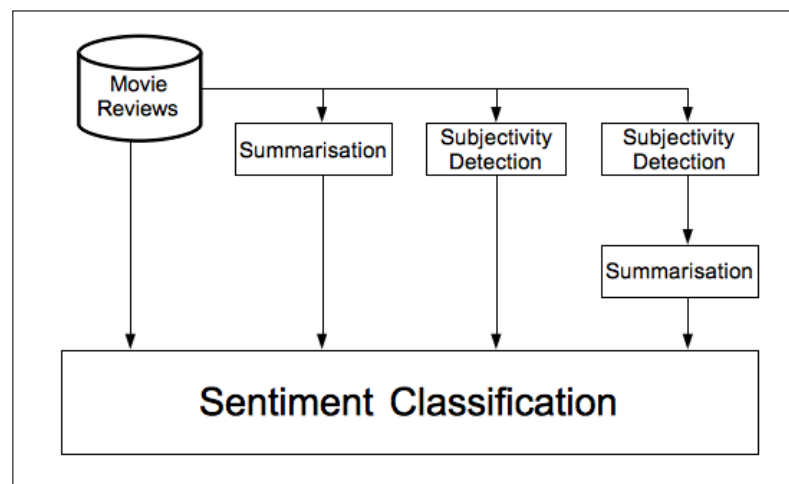 Movie
Reviews
Summarisation
Subjectivity
Detection
Subjectivity
Detection
Summarisation
Sentiment Classification